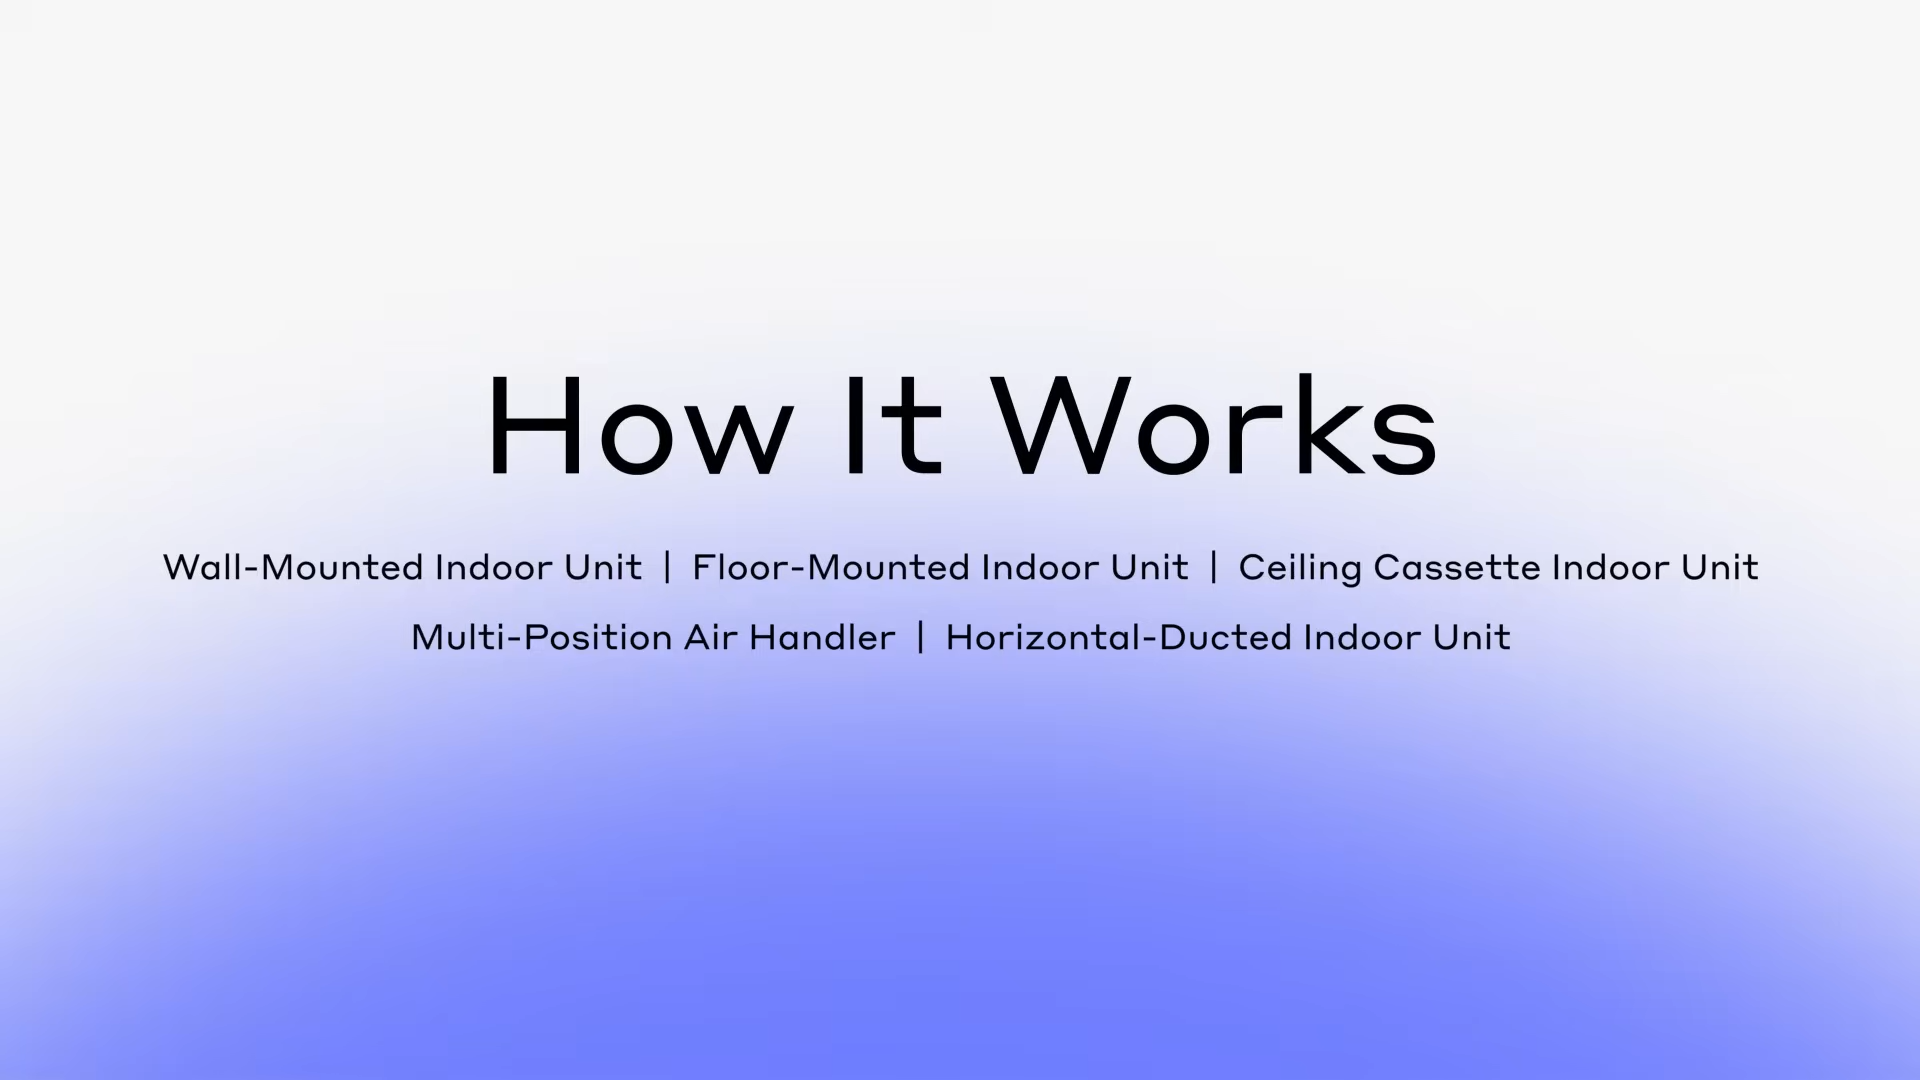 How It Works
Wall-Mounted Indoor Unit | Floor-Mounted Indoor Unit | Ceiling Cassette Indoor Unit
Multi-Position Air Handler | Horizontal-Ducted Indoor Unit